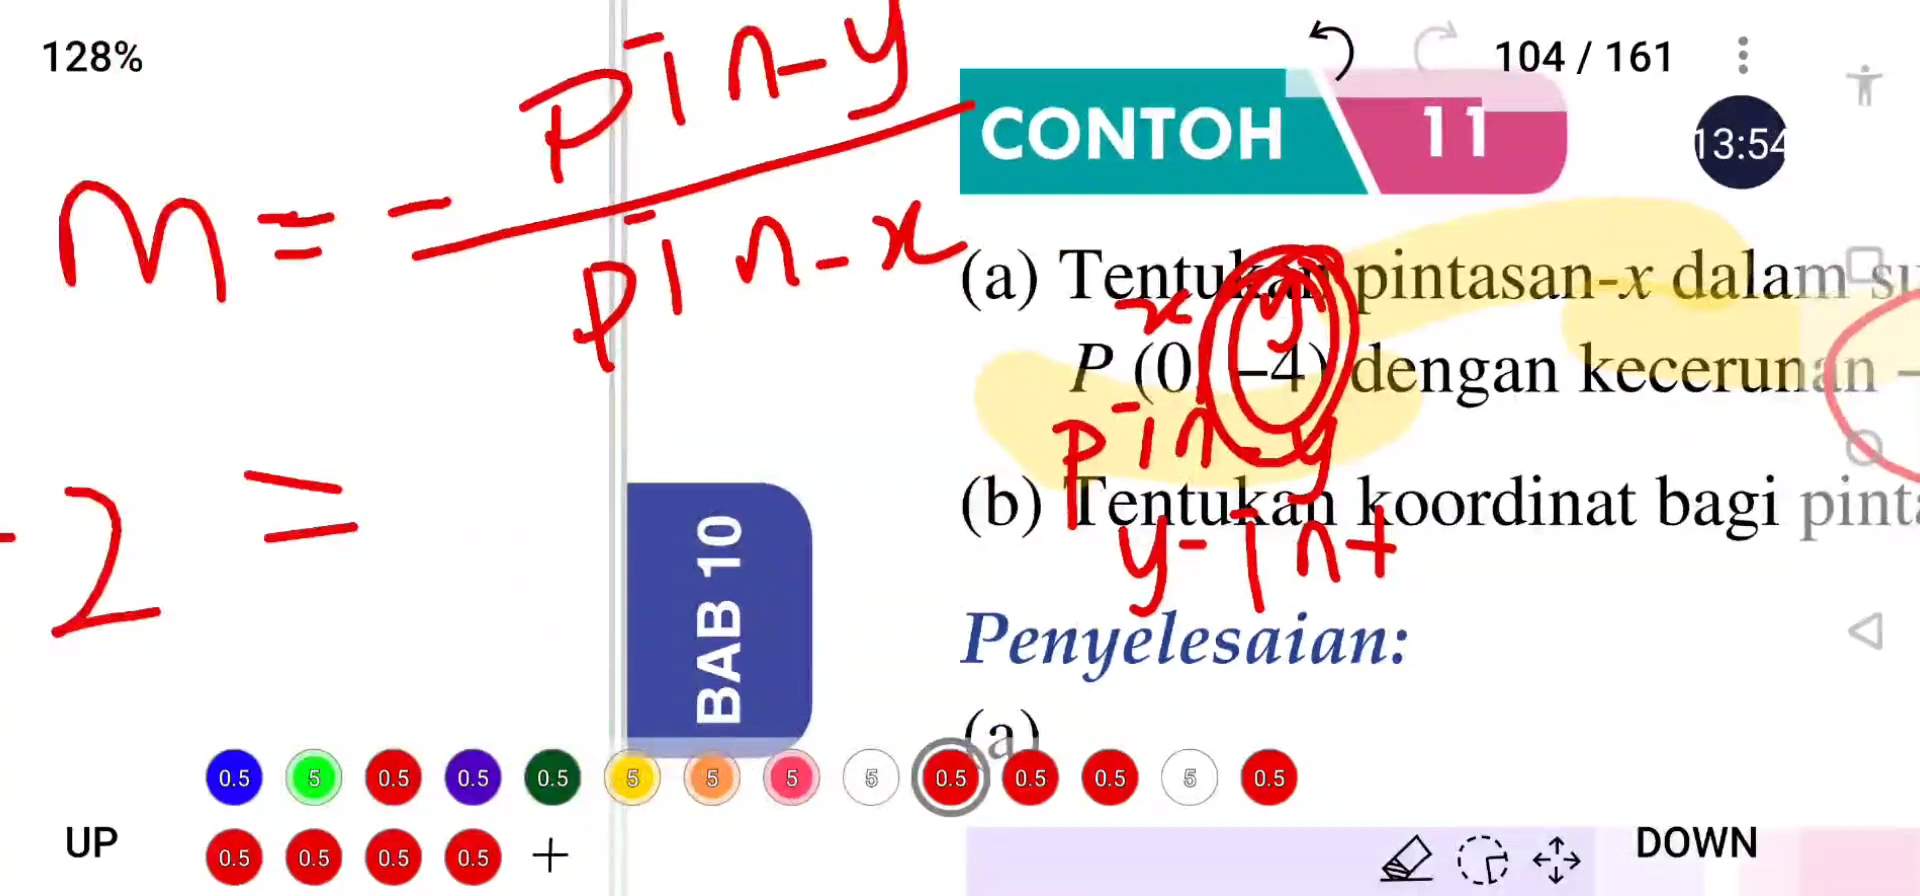 128%
104 / 161
13:54
m = - pin-y / pin-x
CONTOH 11
(a) Tentukan pintasan-x dalam
x y
P (0, –4) dengan kecerunan –
pin-y
- 2 =
(b) Tentukan koordinat bagi
y-int
BAB 10
Penyelesaian:
(a)
0.5 5 0.5 0.5 0.5 5 5 5 5 0.5 0.5 0.5 5 0.5
UP 0.5 0.5 0.5 0.5 + DOWN